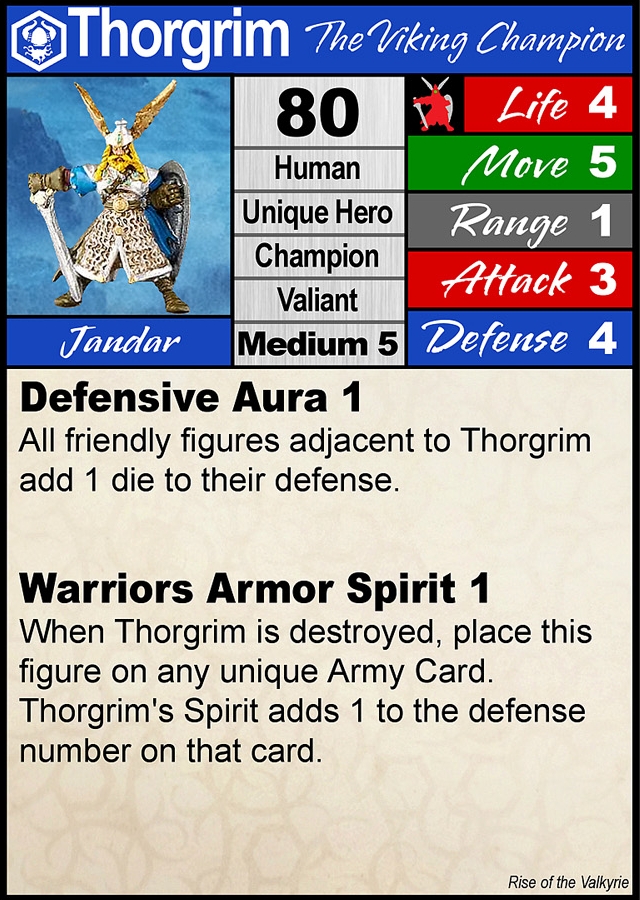 Thorgrim The Viking Champion
80
Human
Unique Hero
Champion
Valiant
Medium 5
Life 4
Move 5
Range 1
Attack 3
Defense 4
Jandar
Defensive Aura 1
All friendly figures adjacent to Thorgrim
add 1 die to their defense.
Warriors Armor Spirit 1
When Thorgrim is destroyed, place this
figure on any unique Army Card.
Thorgrim's Spirit adds 1 to the defense
number on that card.
Rise of the Valkyrie